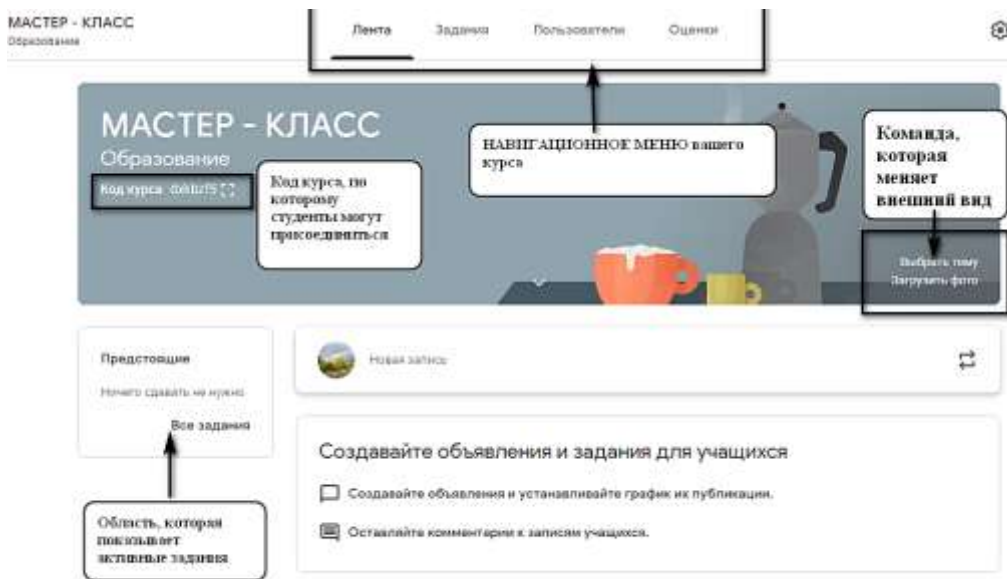 МАСТЕР - КЛАСС
Образование
Лента Задания Пользователи Оценки
МАСТЕР - КЛАСС
Образование
Код курса
Код курса, по
которому
студенты могут
присоединиться
НАВИГАЦИОННОЕ МЕНЮ вашего
курса
Команда,
которая
меняет
внешний вид
Выбрать тему
Загрузить фото
Предстоящие
Ничего сдавать не нужно
Все задания
Область, которая
показывает
активные задания
Новая запись
Создавайте объявления и задания для учащихся
Создавайте объявления и устанавливайте график их публикации.
Оставляйте комментарии к записям учащихся.